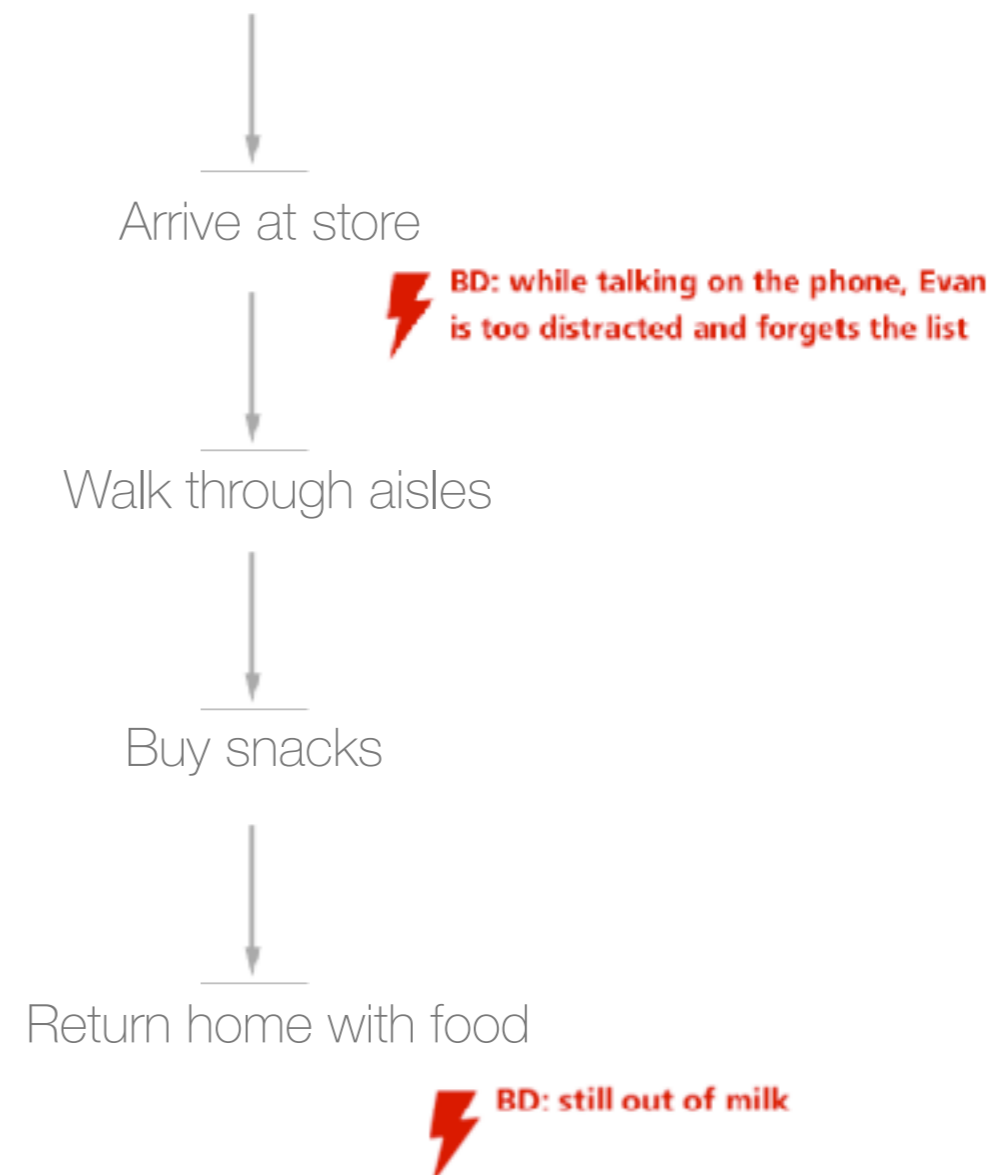 Arrive at store
BD: while talking on the phone, Evan
is too distracted and forgets the list
Walk through aisles
Buy snacks
Return home with food
BD: still out of milk